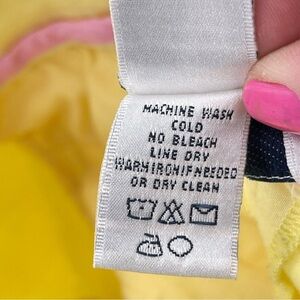 MACHINE WASH
COLD
NO BLEACH
LINE DRY
WARM IRON IF NEEDED
OR DRY CLEAN